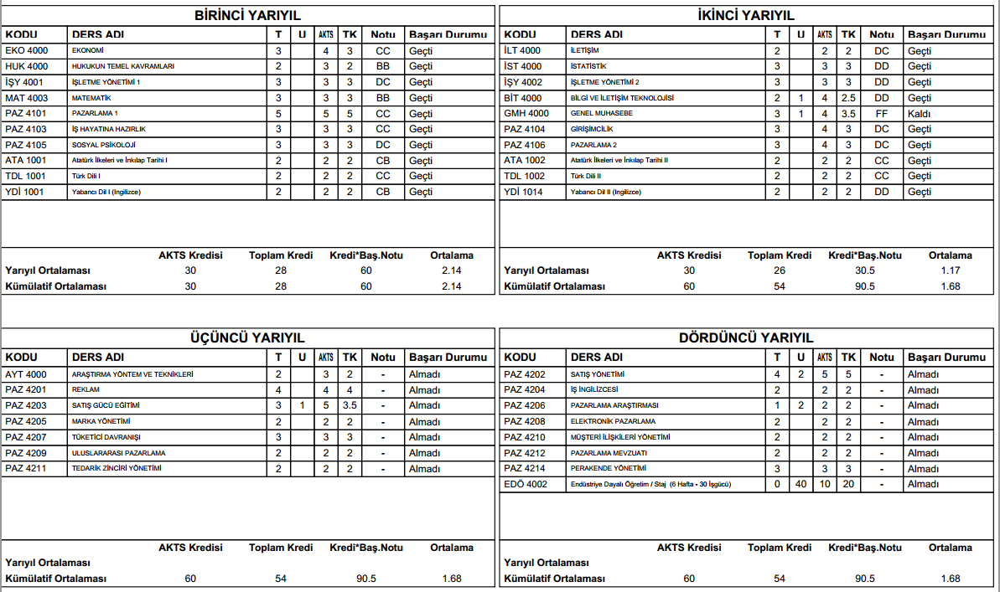 BİRİNCİ YARIYIL
KODU DERS ADI T U AKTS TK Notu Başarı Durumu
EKO 4000 EKONOMİ 3 4 3 CC Geçti
HUK 4000 HUKUKUN TEMEL KAVRAMLARI 2 3 2 BB Geçti
İŞY 4001 İŞLETME YÖNETİMİ 1 3 3 3 DC Geçti
MAT 4003 MATEMATİK 3 3 3 BB Geçti
PAZ 4101 PAZARLAMA 1 5 5 5 CC Geçti
PAZ 4103 İŞ HAYATINA HAZIRLIK 3 3 3 CC Geçti
PAZ 4105 SOSYAL PSİKOLOJİ 3 3 3 DC Geçti
ATA 1001 Atatürk İlkeleri ve İnkılap Tarihi I 2 2 2 CB Geçti
TDL 1001 Türk Dili I 2 2 2 CC Geçti
YDİ 1001 Yabancı Dil I (Ingilizce) 2 2 2 CB Geçti
AKTS Kredisi Toplam Kredi Kredi*Baş.Notu Ortalama
Yarıyıl Ortalaması 30 28 60 2.14
Kümülatif Ortalaması 30 28 60 2.14
İKİNCİ YARIYIL
KODU DERS ADI T U AKTS TK Notu Başarı Durumu
İLT 4000 İLETİŞİM 2 2 2 DC Geçti
İST 4000 İSTATİSTİK 3 3 3 DD Geçti
İŞY 4002 İŞLETME YÖNETİMİ 2 3 3 3 DD Geçti
BİT 4000 BİLGİ VE İLETİŞİM TEKNOLOJİSİ 2 1 4 2.5 DD Geçti
GMH 4000 GENEL MUHASEBE 3 1 4 3.5 FF Kaldı
PAZ 4104 GİRİŞİMCİLİK 3 4 3 DC Geçti
PAZ 4106 PAZARLAMA 2 3 4 3 DC Geçti
ATA 1002 Atatürk İlkeleri ve İnkılap Tarihi II 2 2 2 CC Geçti
TDL 1002 Türk Dili II 2 2 2 CC Geçti
YDİ 1014 Yabancı Dil II (Ingilizce) 2 2 2 DD Geçti
AKTS Kredisi Toplam Kredi Kredi*Baş.Notu Ortalama
Yarıyıl Ortalaması 30 26 30.5 1.17
Kümülatif Ortalaması 60 54 90.5 1.68
ÜÇÜNCÜ YARIYIL
KODU DERS ADI T U AKTS TK Notu Başarı Durumu
AYT 4000 ARAŞTIRMA YÖNTEM VE TEKNİKLERİ 2 3 2 - Almadı
PAZ 4201 REKLAM 4 4 4 - Almadı
PAZ 4203 SATIŞ GÜCÜ EĞİTİMİ 3 1 5 3.5 - Almadı
PAZ 4205 MARKA YÖNETİMİ 2 2 2 - Almadı
PAZ 4207 TÜKETİCİ DAVRANIŞI 3 3 3 - Almadı
PAZ 4209 ULUSLARARASI PAZARLAMA 2 2 2 - Almadı
PAZ 4211 TEDARİK ZİNCİRİ YÖNETİMİ 2 2 2 - Almadı
AKTS Kredisi Toplam Kredi Kredi*Baş.Notu Ortalama
Yarıyıl Ortalaması
Kümülatif Ortalaması 60 54 90.5 1.68
DÖRDÜNCÜ YARIYIL
KODU DERS ADI T U AKTS TK Notu Başarı Durumu
PAZ 4202 SATIŞ YÖNETİMİ 4 2 5 5 - Almadı
PAZ 4204 İŞ İNGİLİZCESİ 2 2 2 - Almadı
PAZ 4206 PAZARLAMA ARAŞTIRMASI 1 2 2 2 - Almadı
PAZ 4208 ELEKTRONİK PAZARLAMA 2 2 2 - Almadı
PAZ 4210 MÜŞTERİ İLİŞKİLERİ YÖNETİMİ 2 2 2 - Almadı
PAZ 4212 PAZARLAMA MEVZUATI 2 2 2 - Almadı
PAZ 4214 PERAKENDE YÖNETİMİ 3 3 3 - Almadı
EDÖ 4002 Endüstriye Dayalı Öğretim / Staj (6 Hafta - 30 İşgücü) 0 40 10 20 - Almadı
AKTS Kredisi Toplam Kredi Kredi*Baş.Notu Ortalama
Yarıyıl Ortalaması
Kümülatif Ortalaması 60 54 90.5 1.68